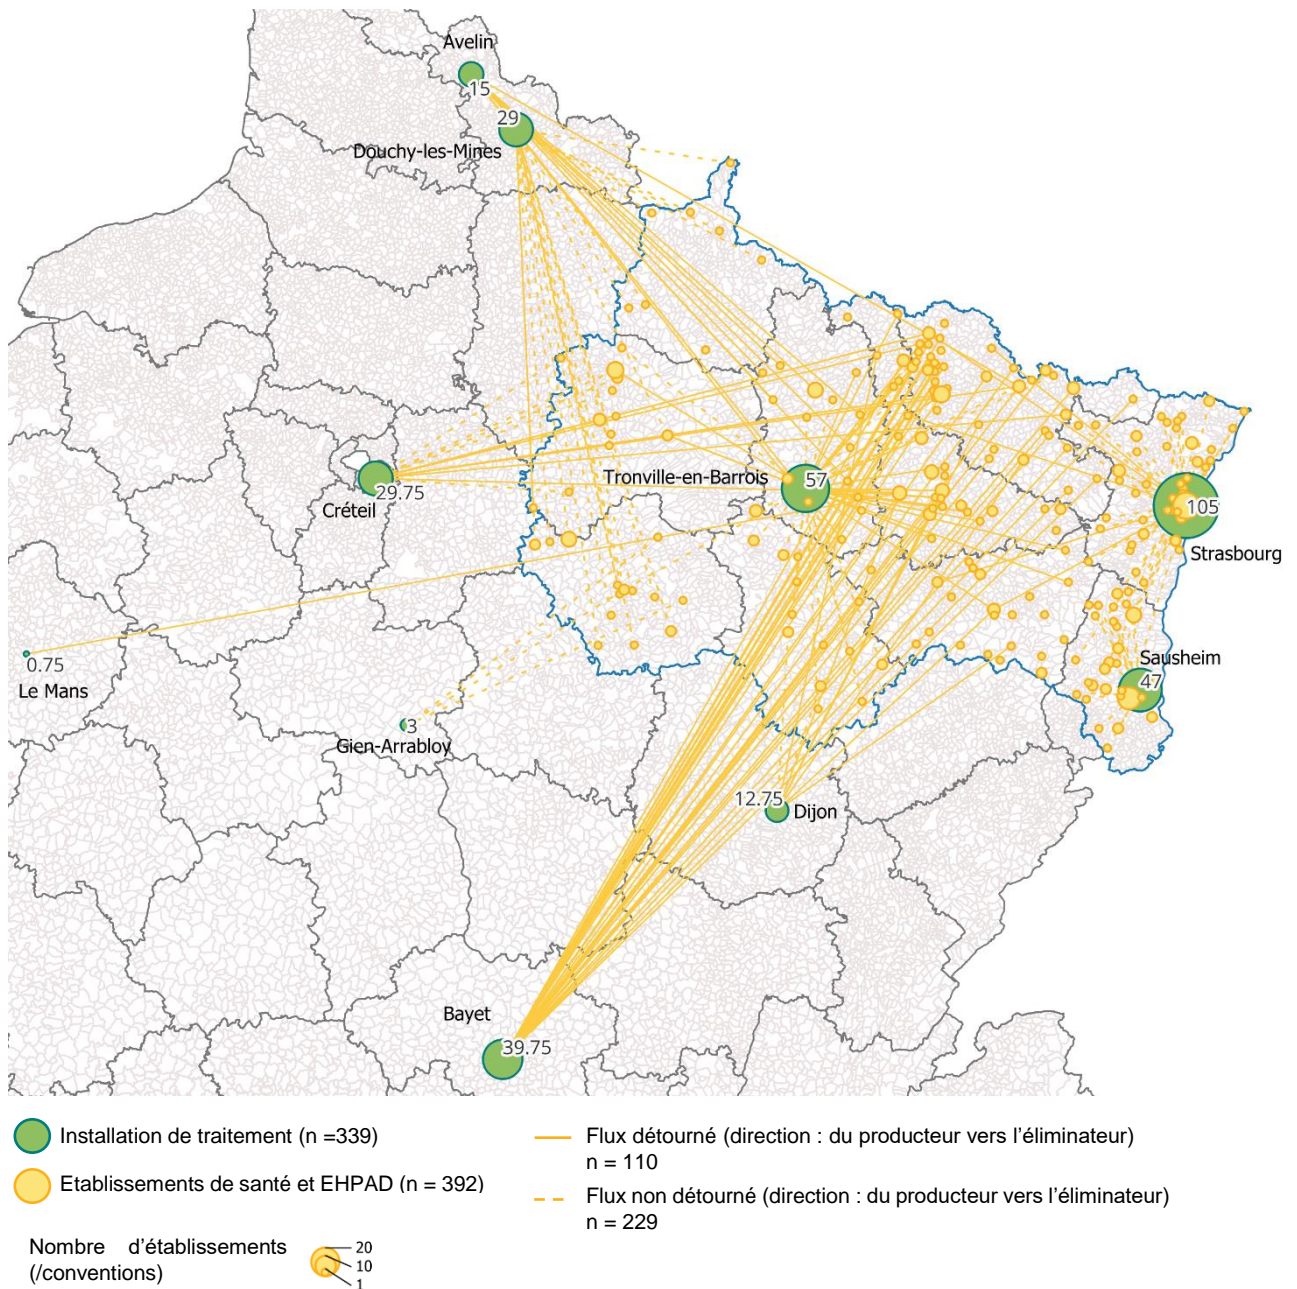 Avelin
15
29
Douchy-les-Mines
Tronville-en-Barrois
57
29.75
Créteil
105
Strasbourg
0.75
Le Mans
Sausheim
47
3
Gien-Arrabloy
12.75
Dijon
Bayet
39.75
Installation de traitement (n =339)
Etablissements de santé et EHPAD (n = 392)
Nombre d'établissements
(/conventions)
20
10
1
Flux détourné (direction : du producteur vers l'éliminateur)
n = 110
Flux non détourné (direction : du producteur vers l'éliminateur)
n = 229